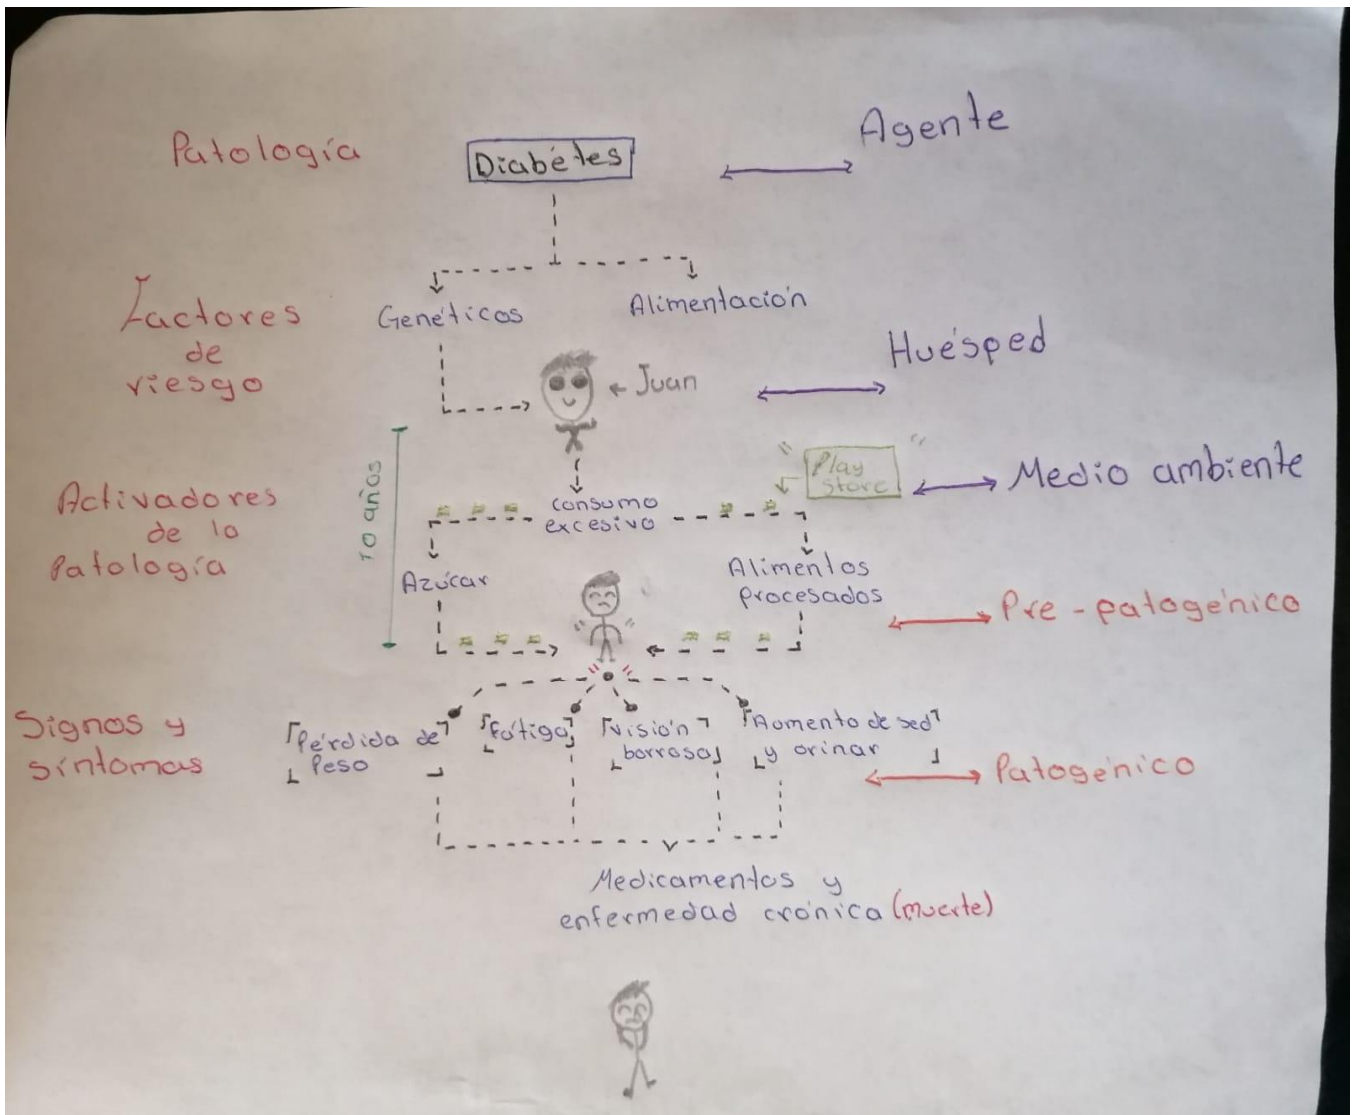 Patología
Diabétes
Agente
Factores
de
riesgo
Genéticos
Alimentación
Juan
Huésped
10 años
Activadores
de la
Patología
consumo
excesivo
Play
Store
Medio ambiente
Azúcar
Alimentos
procesados
Pre - patogénico
Signos y
síntomas
Pérdida de
Peso
Fátiga
Visión
borrosa
Aumento de sed
y orinar
Patogénico
Medicamentos y
enfermedad crónica (muerte)